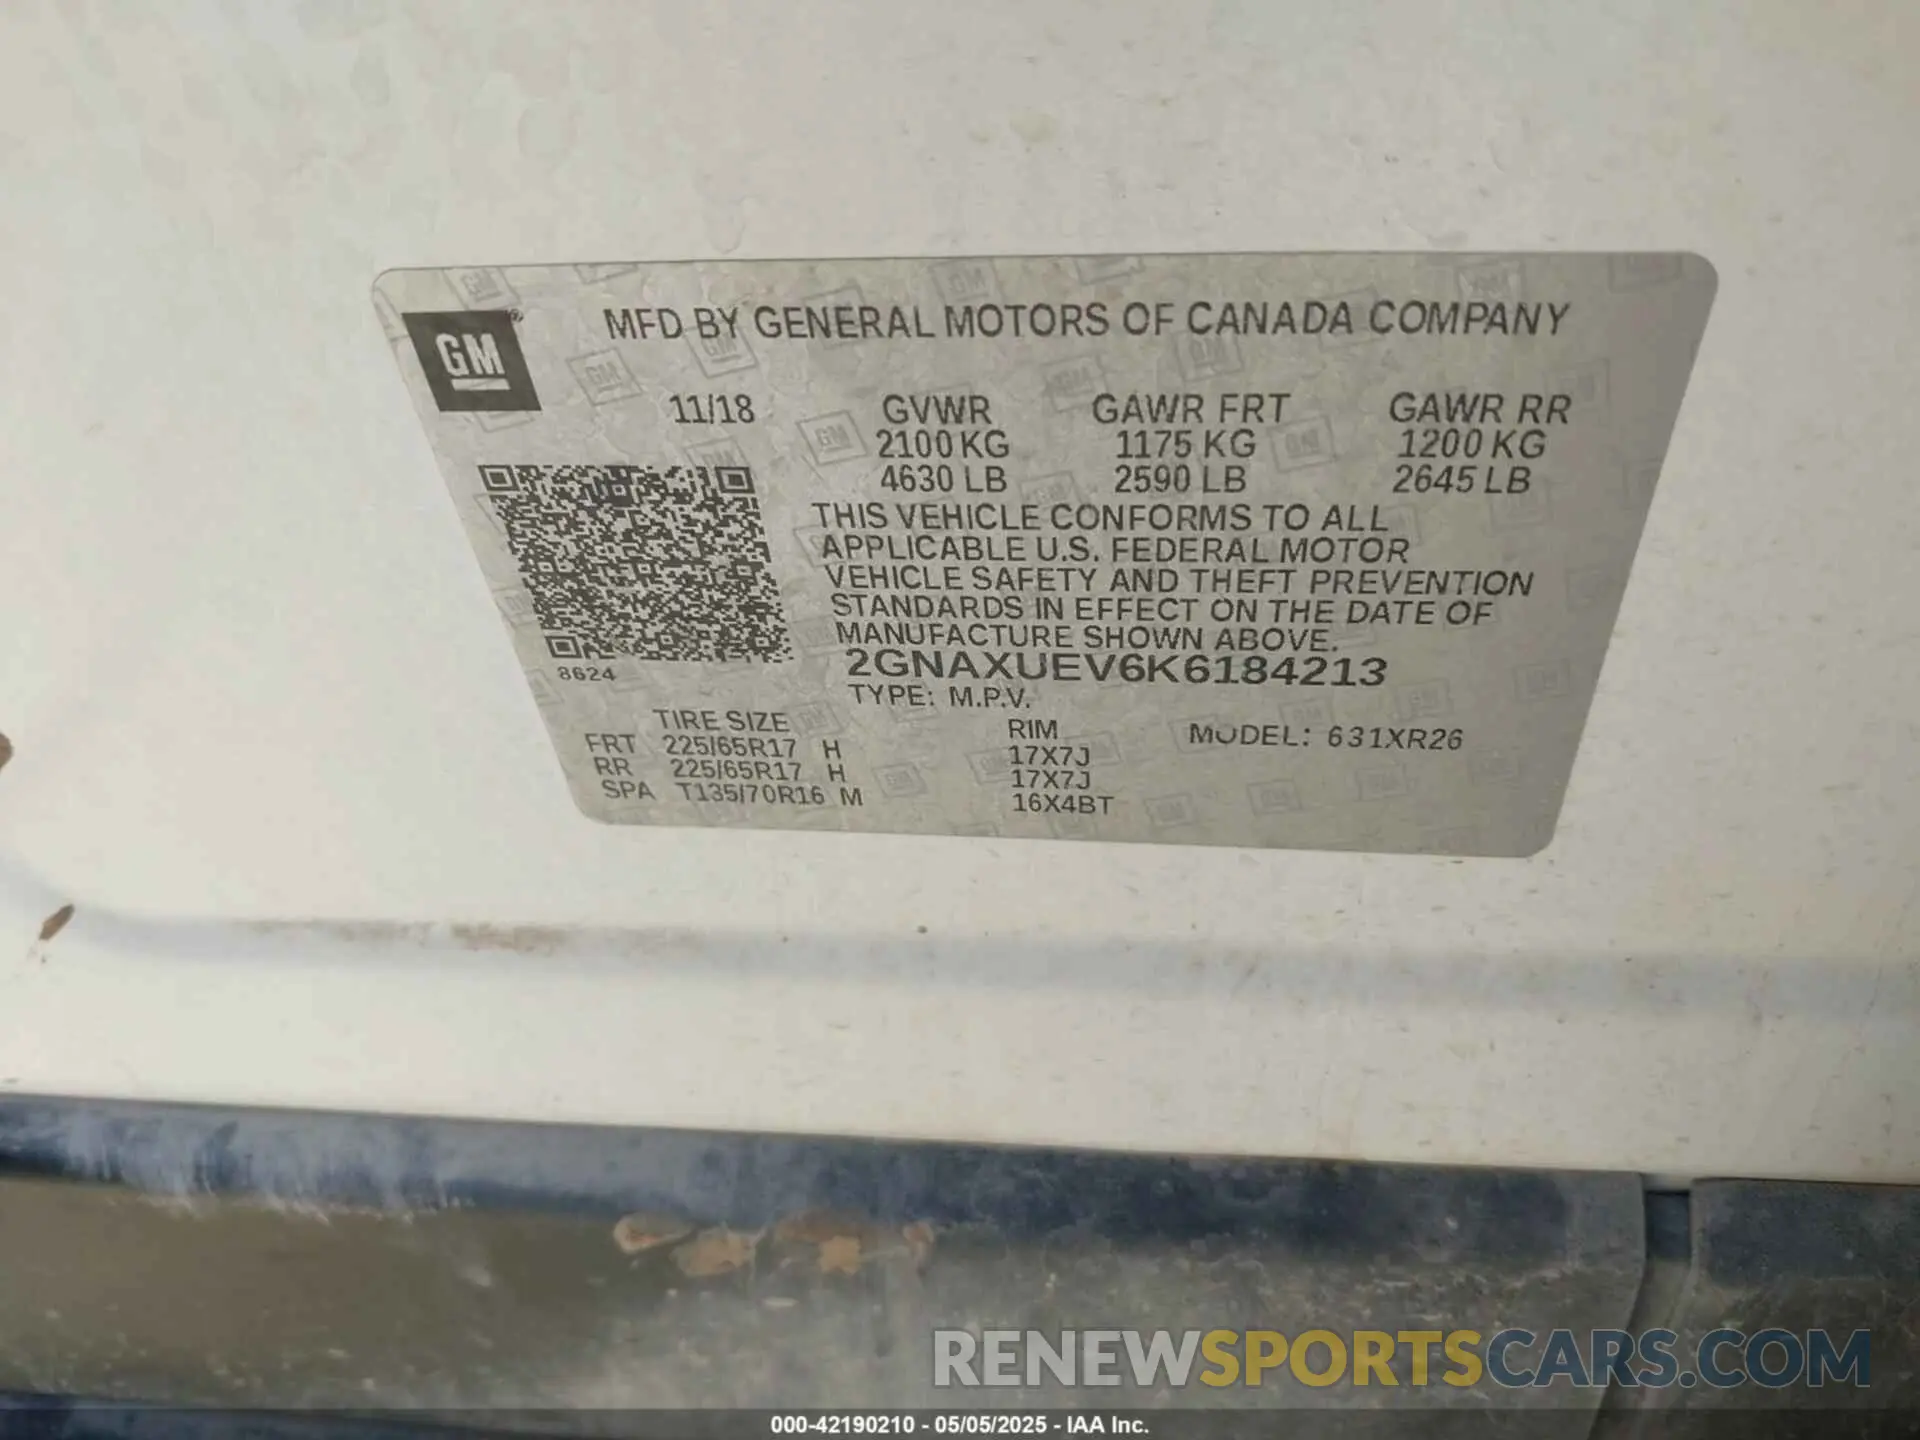 GM ®
MFD BY GENERAL MOTORS OF CANADA COMPANY
11/18 GVWR GAWR FRT GAWR RR
2100 KG 1175 KG 1200 KG
4630 LB 2590 LB 2645 LB
THIS VEHICLE CONFORMS TO ALL
APPLICABLE U.S. FEDERAL MOTOR
VEHICLE SAFETY AND THEFT PREVENTION
STANDARDS IN EFFECT ON THE DATE OF
MANUFACTURE SHOWN ABOVE.
8624 2GNAXUEV6K6184213
TYPE: M.P.V.
TIRE SIZE RIM MODEL: 631XR26
FRT 225/65R17 H 17X7J
RR 225/65R17 H 17X7J
SPA T135/70R16 M 16X4BT
RENEWSPORTSCARS.COM
000-42190210 - 05/05/2025 - IAA Inc.